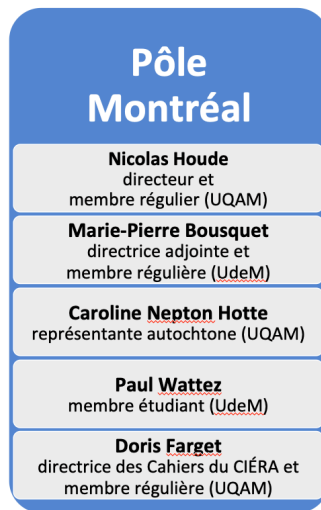 Pôle
Montréal
Nicolas Houde
directeur et
membre régulier (UQAM)
Marie-Pierre Bousquet
directrice adjointe et
membre régulière (UdeM)
Caroline Nepton Hotte
représentante autochtone (UQAM)
Paul Wattez
membre étudiant (UdeM)
Doris Farget
directrice des Cahiers du CIÉRA et
membre régulière (UQAM)